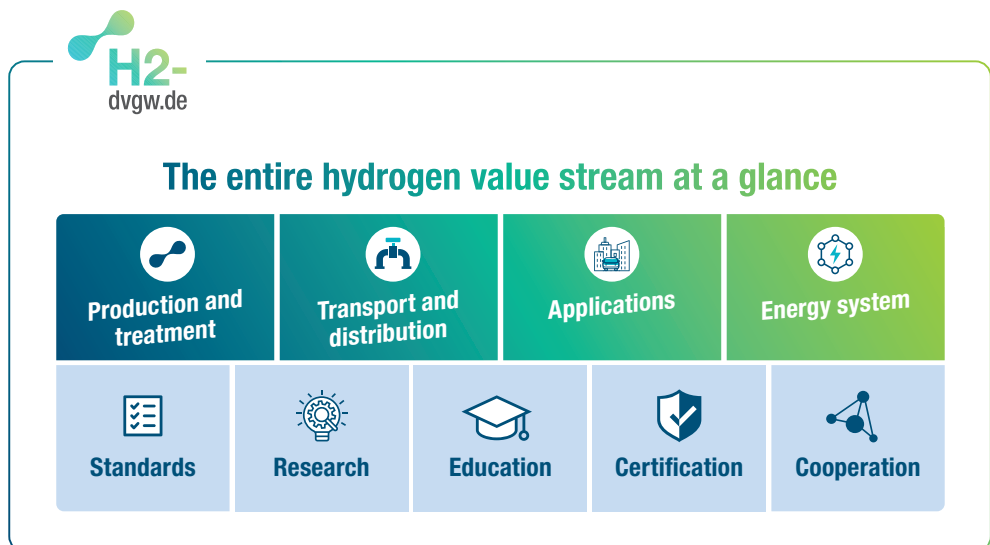 H2-
dvgw.de
The entire hydrogen value stream at a glance
Production and
treatment
Transport and
distribution
Applications
Energy system
Standards
Research
Education
Certification
Cooperation